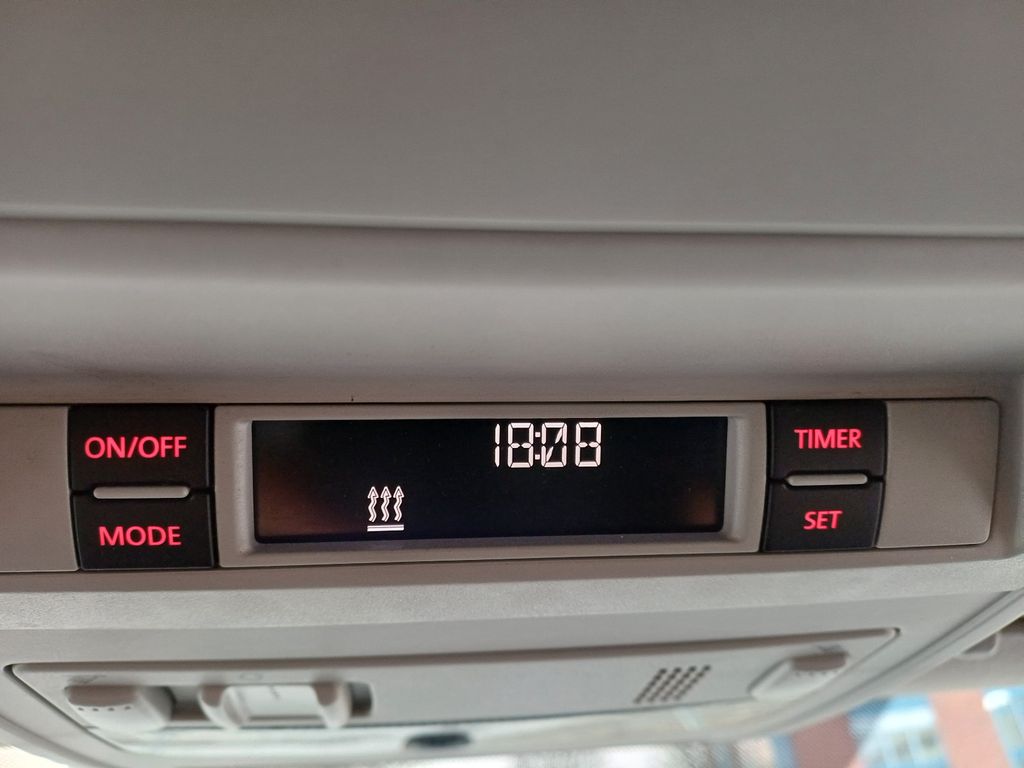 ON/OFF
MODE
18:08
TIMER
SET